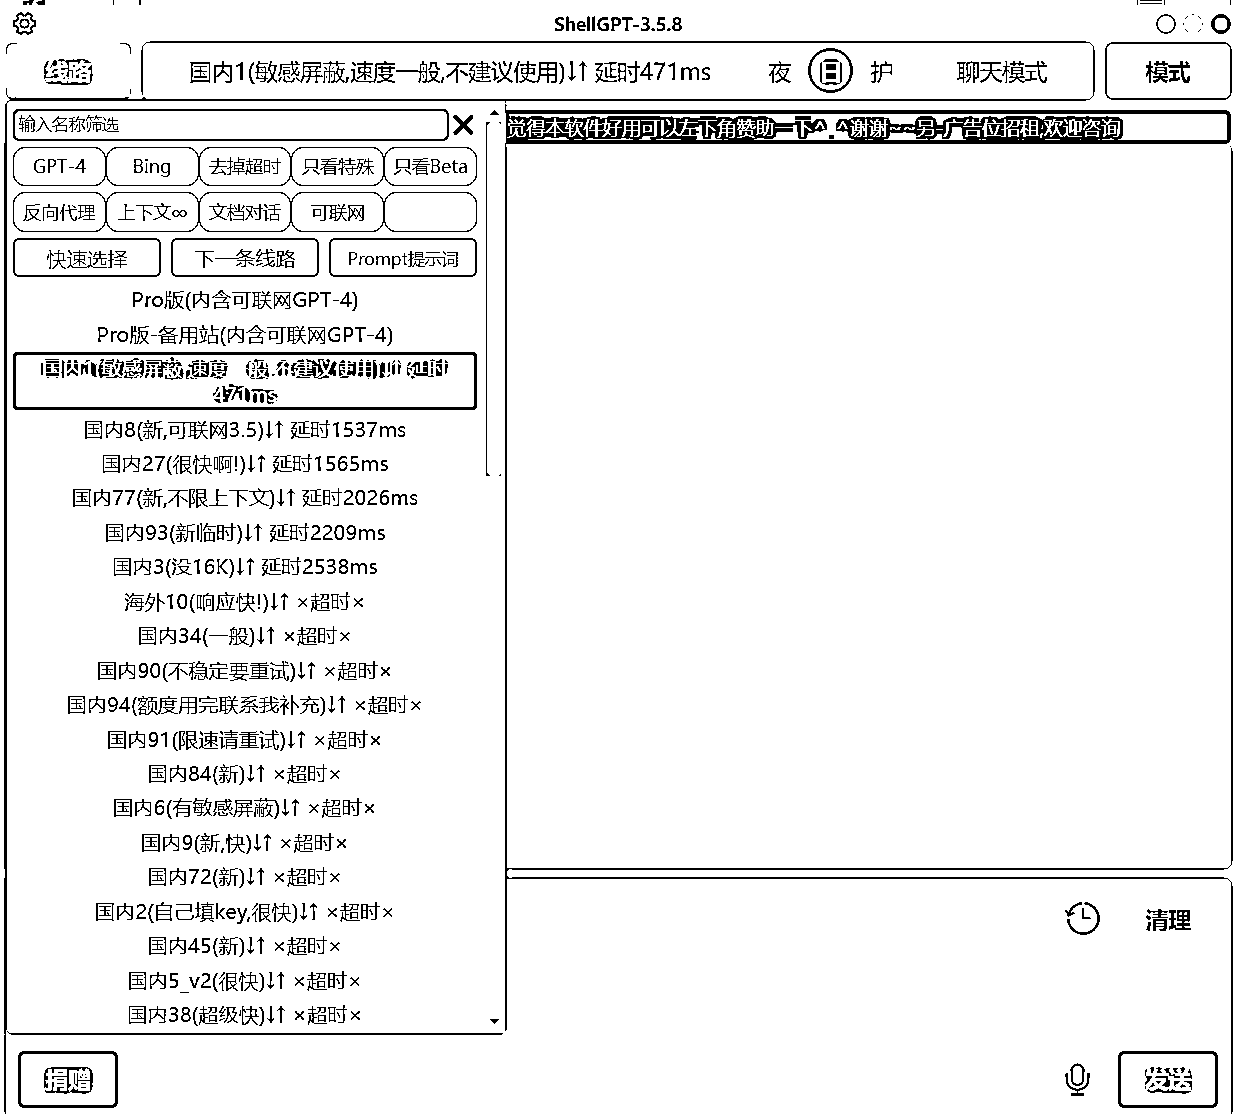 ShellGPT-3.5.8
线路
国内1(敏感屏蔽,速度一般,不建议使用)↓↑ 延时471ms
夜
护
聊天模式
模式
输入名称筛选
觉得本软件好用可以左下角赞助一下^.^谢谢~~另-广告位招租,欢迎咨询
GPT-4
Bing
去掉超时
只看特殊
只看Beta
反向代理
上下文∞
文档对话
可联网
快速选择
下一条线路
Prompt提示词
Pro版(内含可联网GPT-4)
Pro版-备用站(内含可联网GPT-4)
国内1(敏感屏蔽,速度一般,不建议使用)↓↑ 延时
471ms
国内8(新,可联网3.5)↓↑ 延时1537ms
国内27(很快啊!)↓↑ 延时1565ms
国内77(新,不限上下文)↓↑ 延时2026ms
国内93(新临时)↓↑ 延时2209ms
国内3(没16K)↓↑ 延时2538ms
海外10(响应快!)↓↑ ×超时×
国内34(一般)↓↑ ×超时×
国内90(不稳定要重试)↓↑ ×超时×
国内94(额度用完联系我补充)↓↑ ×超时×
国内91(限速请重试)↓↑ ×超时×
国内84(新)↓↑ ×超时×
国内6(有敏感屏蔽)↓↑ ×超时×
国内9(新,快)↓↑ ×超时×
国内72(新)↓↑ ×超时×
国内2(自己填key,很快)↓↑ ×超时×
国内45(新)↓↑ ×超时×
国内5_v2(很快)↓↑ ×超时×
国内38(超级快)↓↑ ×超时×
清理
捐赠
发送